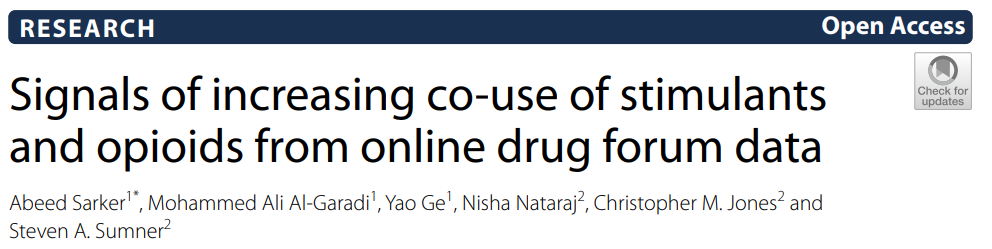 RESEARCH
Open Access
Check for
updates
Signals of increasing co-use of stimulants
and opioids from online drug forum data
Abeed Sarker1*, Mohammed Ali Al-Garadi1, Yao Ge1, Nisha Nataraj2, Christopher M. Jones2 and
Steven A. Sumner2